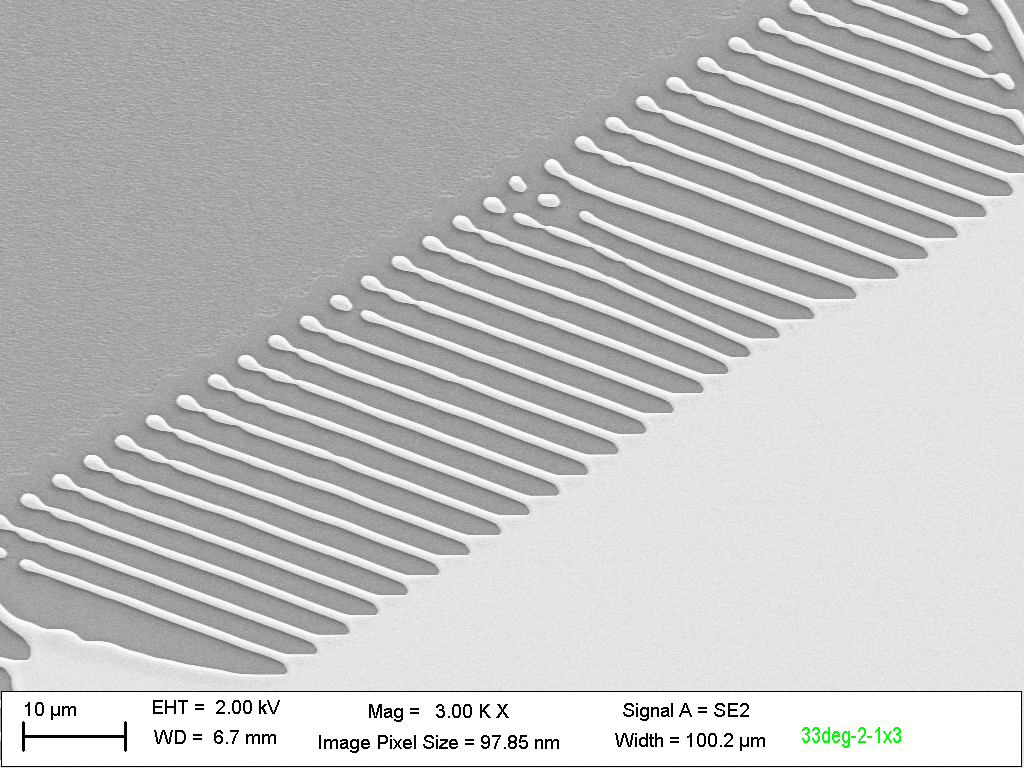 10 µm
EHT = 2.00 kV
WD = 6.7 mm
Mag = 3.00 K X
Image Pixel Size = 97.85 nm
Signal A = SE2
Width = 100.2 µm
33deg-2-1x3